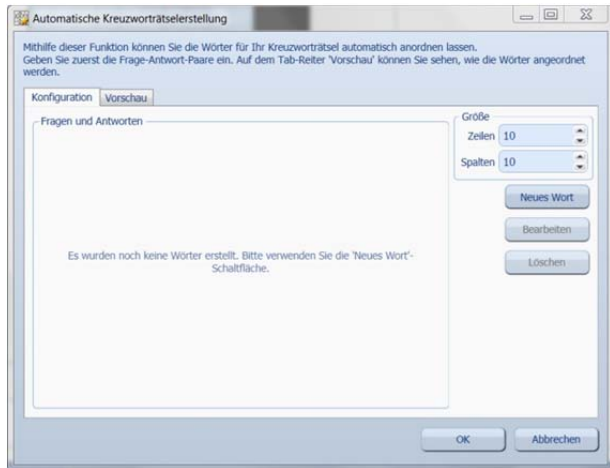 Automatische Kreuzworträtselerstellung
Mithilfe dieser Funktion können Sie die Wörter für Ihr Kreuzworträtsel automatisch anordnen lassen.
Geben Sie zuerst die Frage-Antwort-Paare ein. Auf dem Tab-Reiter 'Vorschau' können Sie sehen, wie die Wörter angeordnet
werden.
Konfiguration Vorschau
Fragen und Antworten
Größe
Zeilen 10
Spalten 10
Neues Wort
Bearbeiten
Löschen
Es wurden noch keine Wörter erstellt. Bitte verwenden Sie die 'Neues Wort'-
Schaltfläche.
OK Abbrechen